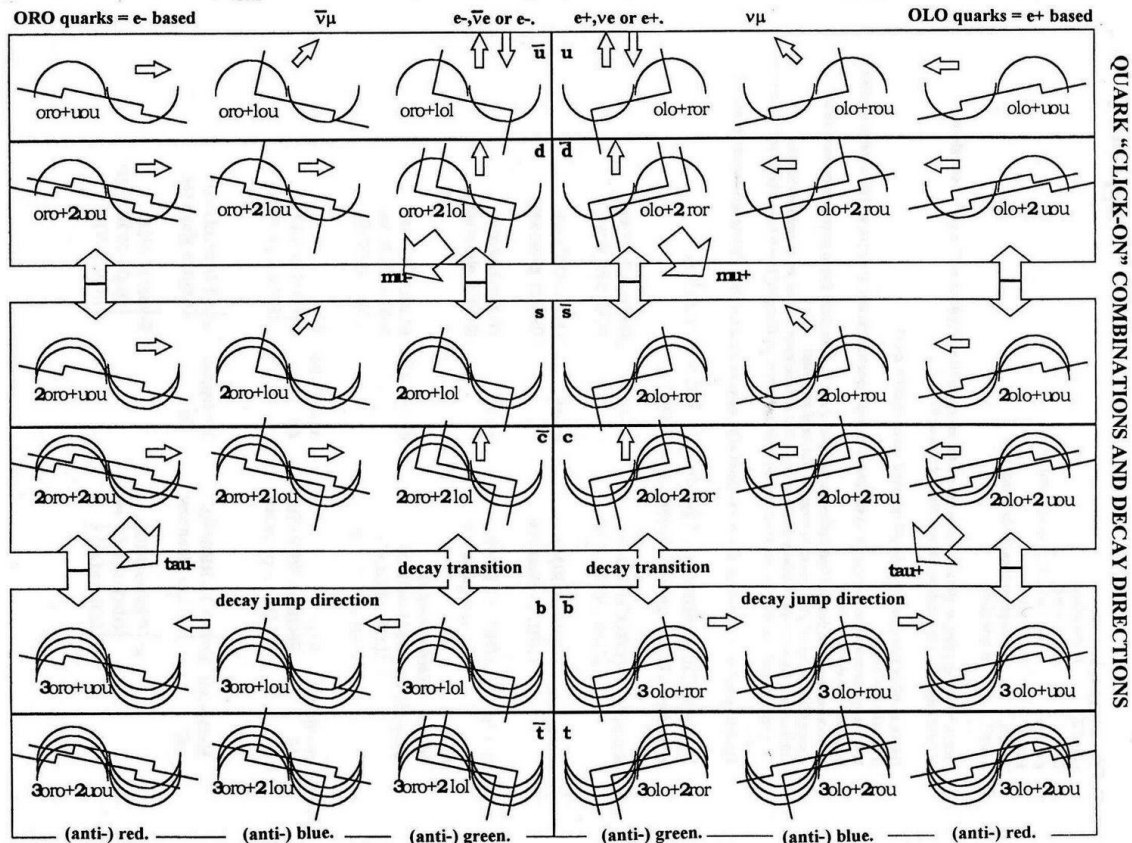 ORO quarks = e- based ν̅μ e-,ν̅e or e-. e+,νe or e+. νμ OLO quarks = e+ based
QUARK "CLICK-ON" COMBINATIONS AND DECAY DIRECTIONS
u̅ u
oro+uou oro+lou oro+lol olo+ror olo+rou olo+uou
d d̅
oro+2uou oro+2lou oro+2lol olo+2ror olo+2rou olo+2uou
mu- mu+
s s̅
2oro+uou 2oro+lou 2oro+lol 2olo+ror 2olo+rou 2olo+uou
c̅ c
2oro+2uou 2oro+2lou 2oro+2lol 2olo+2ror 2olo+2rou 2olo+2uou
tau- decay transition decay transition tau+
decay jump direction b b̅ decay jump direction
3oro+uou 3oro+lou 3oro+lol 3olo+ror 3olo+rou 3olo+uou
t̅ t
3oro+2uou 3oro+2lou 3oro+2lol 3olo+2ror 3olo+2rou 3olo+2uou
(anti-) red. (anti-) blue. (anti-) green. (anti-) green. (anti-) blue. (anti-) red.